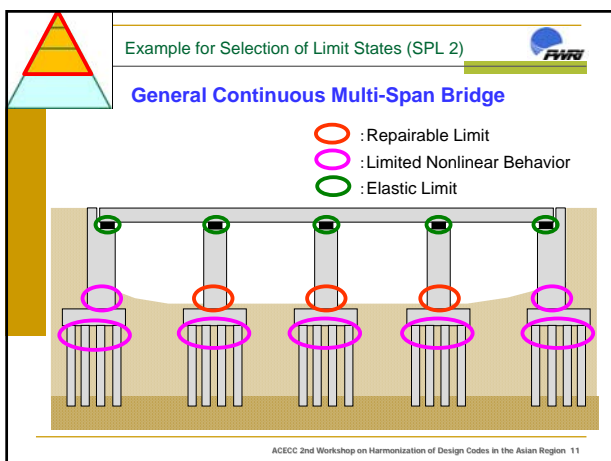 Example for Selection of Limit States (SPL 2)
PWRI
General Continuous Multi-Span Bridge
:Repairable Limit
:Limited Nonlinear Behavior
:Elastic Limit
ACECC 2nd Workshop on Harmonization of Design Codes in the Asian Region 11